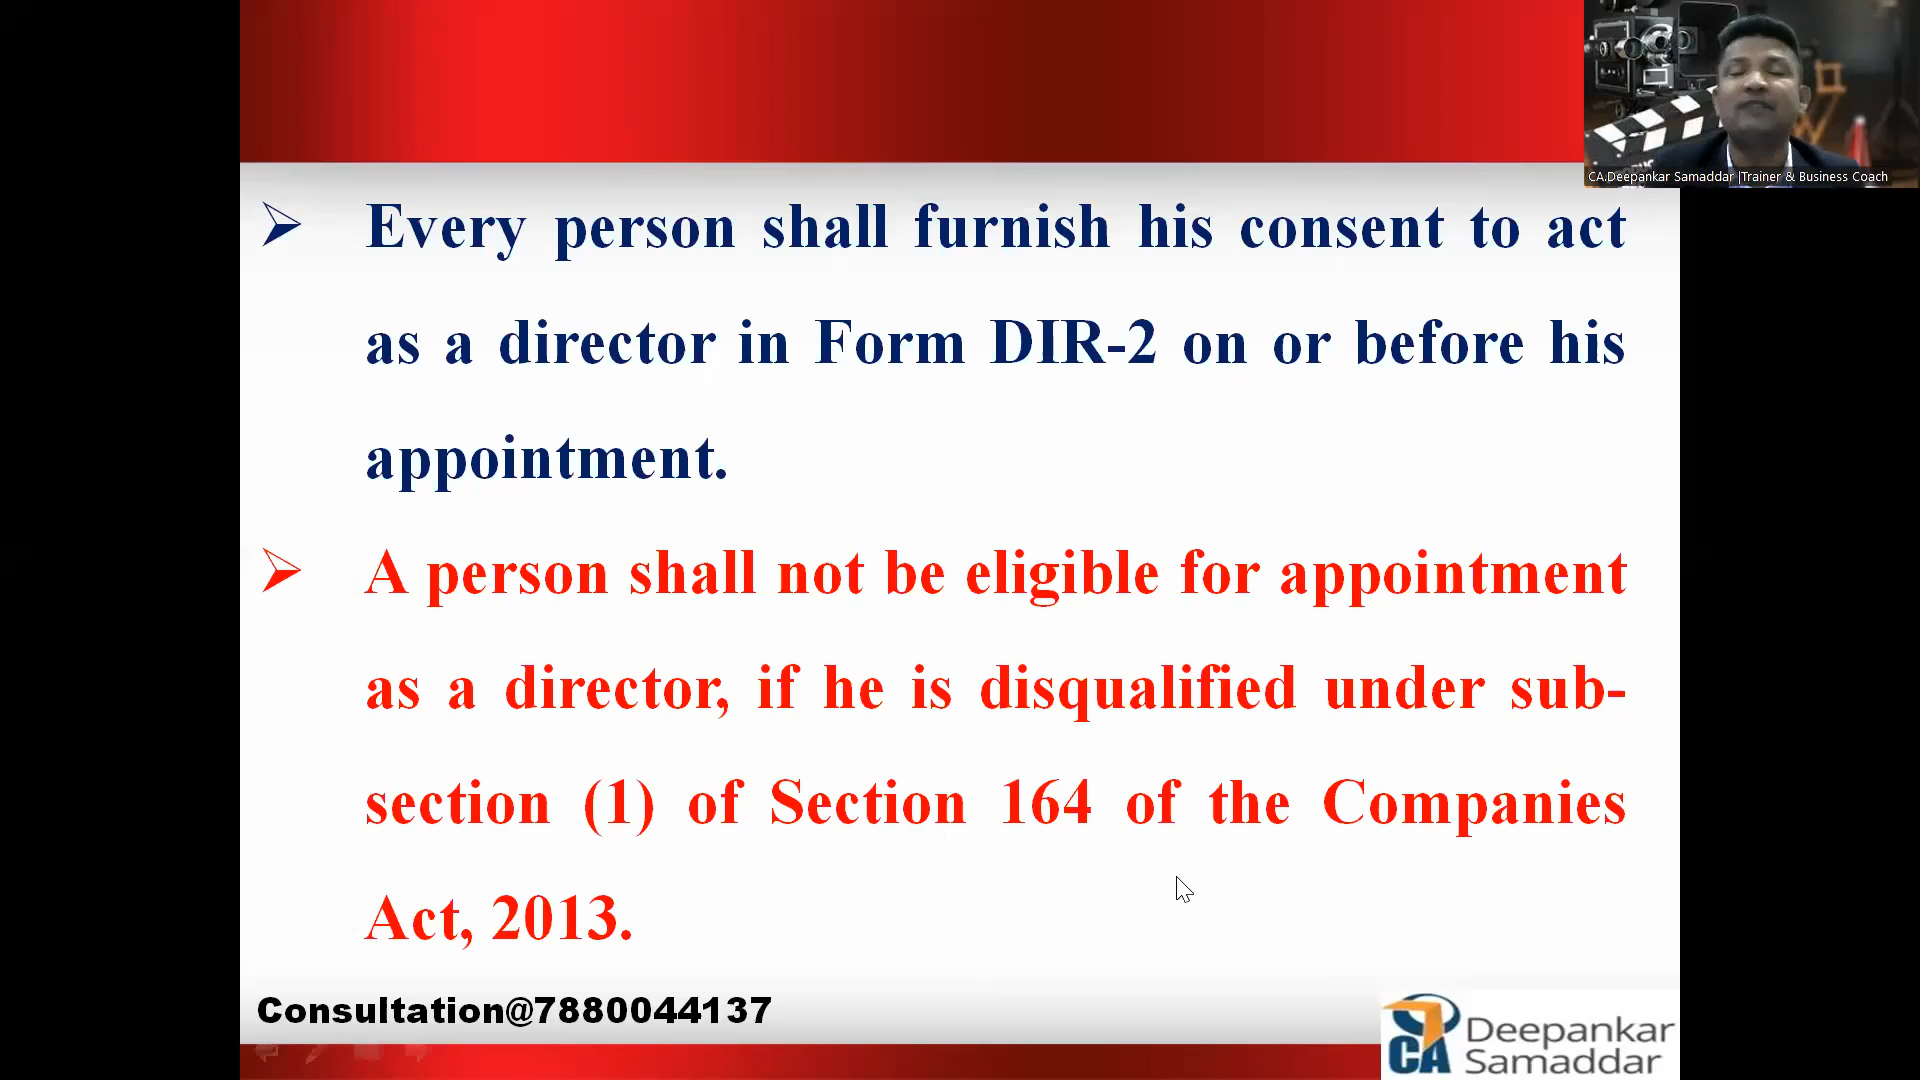 CA.Deepankar Samaddar |Trainer & Business Coach
Every person shall furnish his consent to act
as a director in Form DIR-2 on or before his
appointment.
A person shall not be eligible for appointment
as a director, if he is disqualified under sub-
section (1) of Section 164 of the Companies
Act, 2013.
Consultation@7880044137
CA
Deepankar
Samaddar